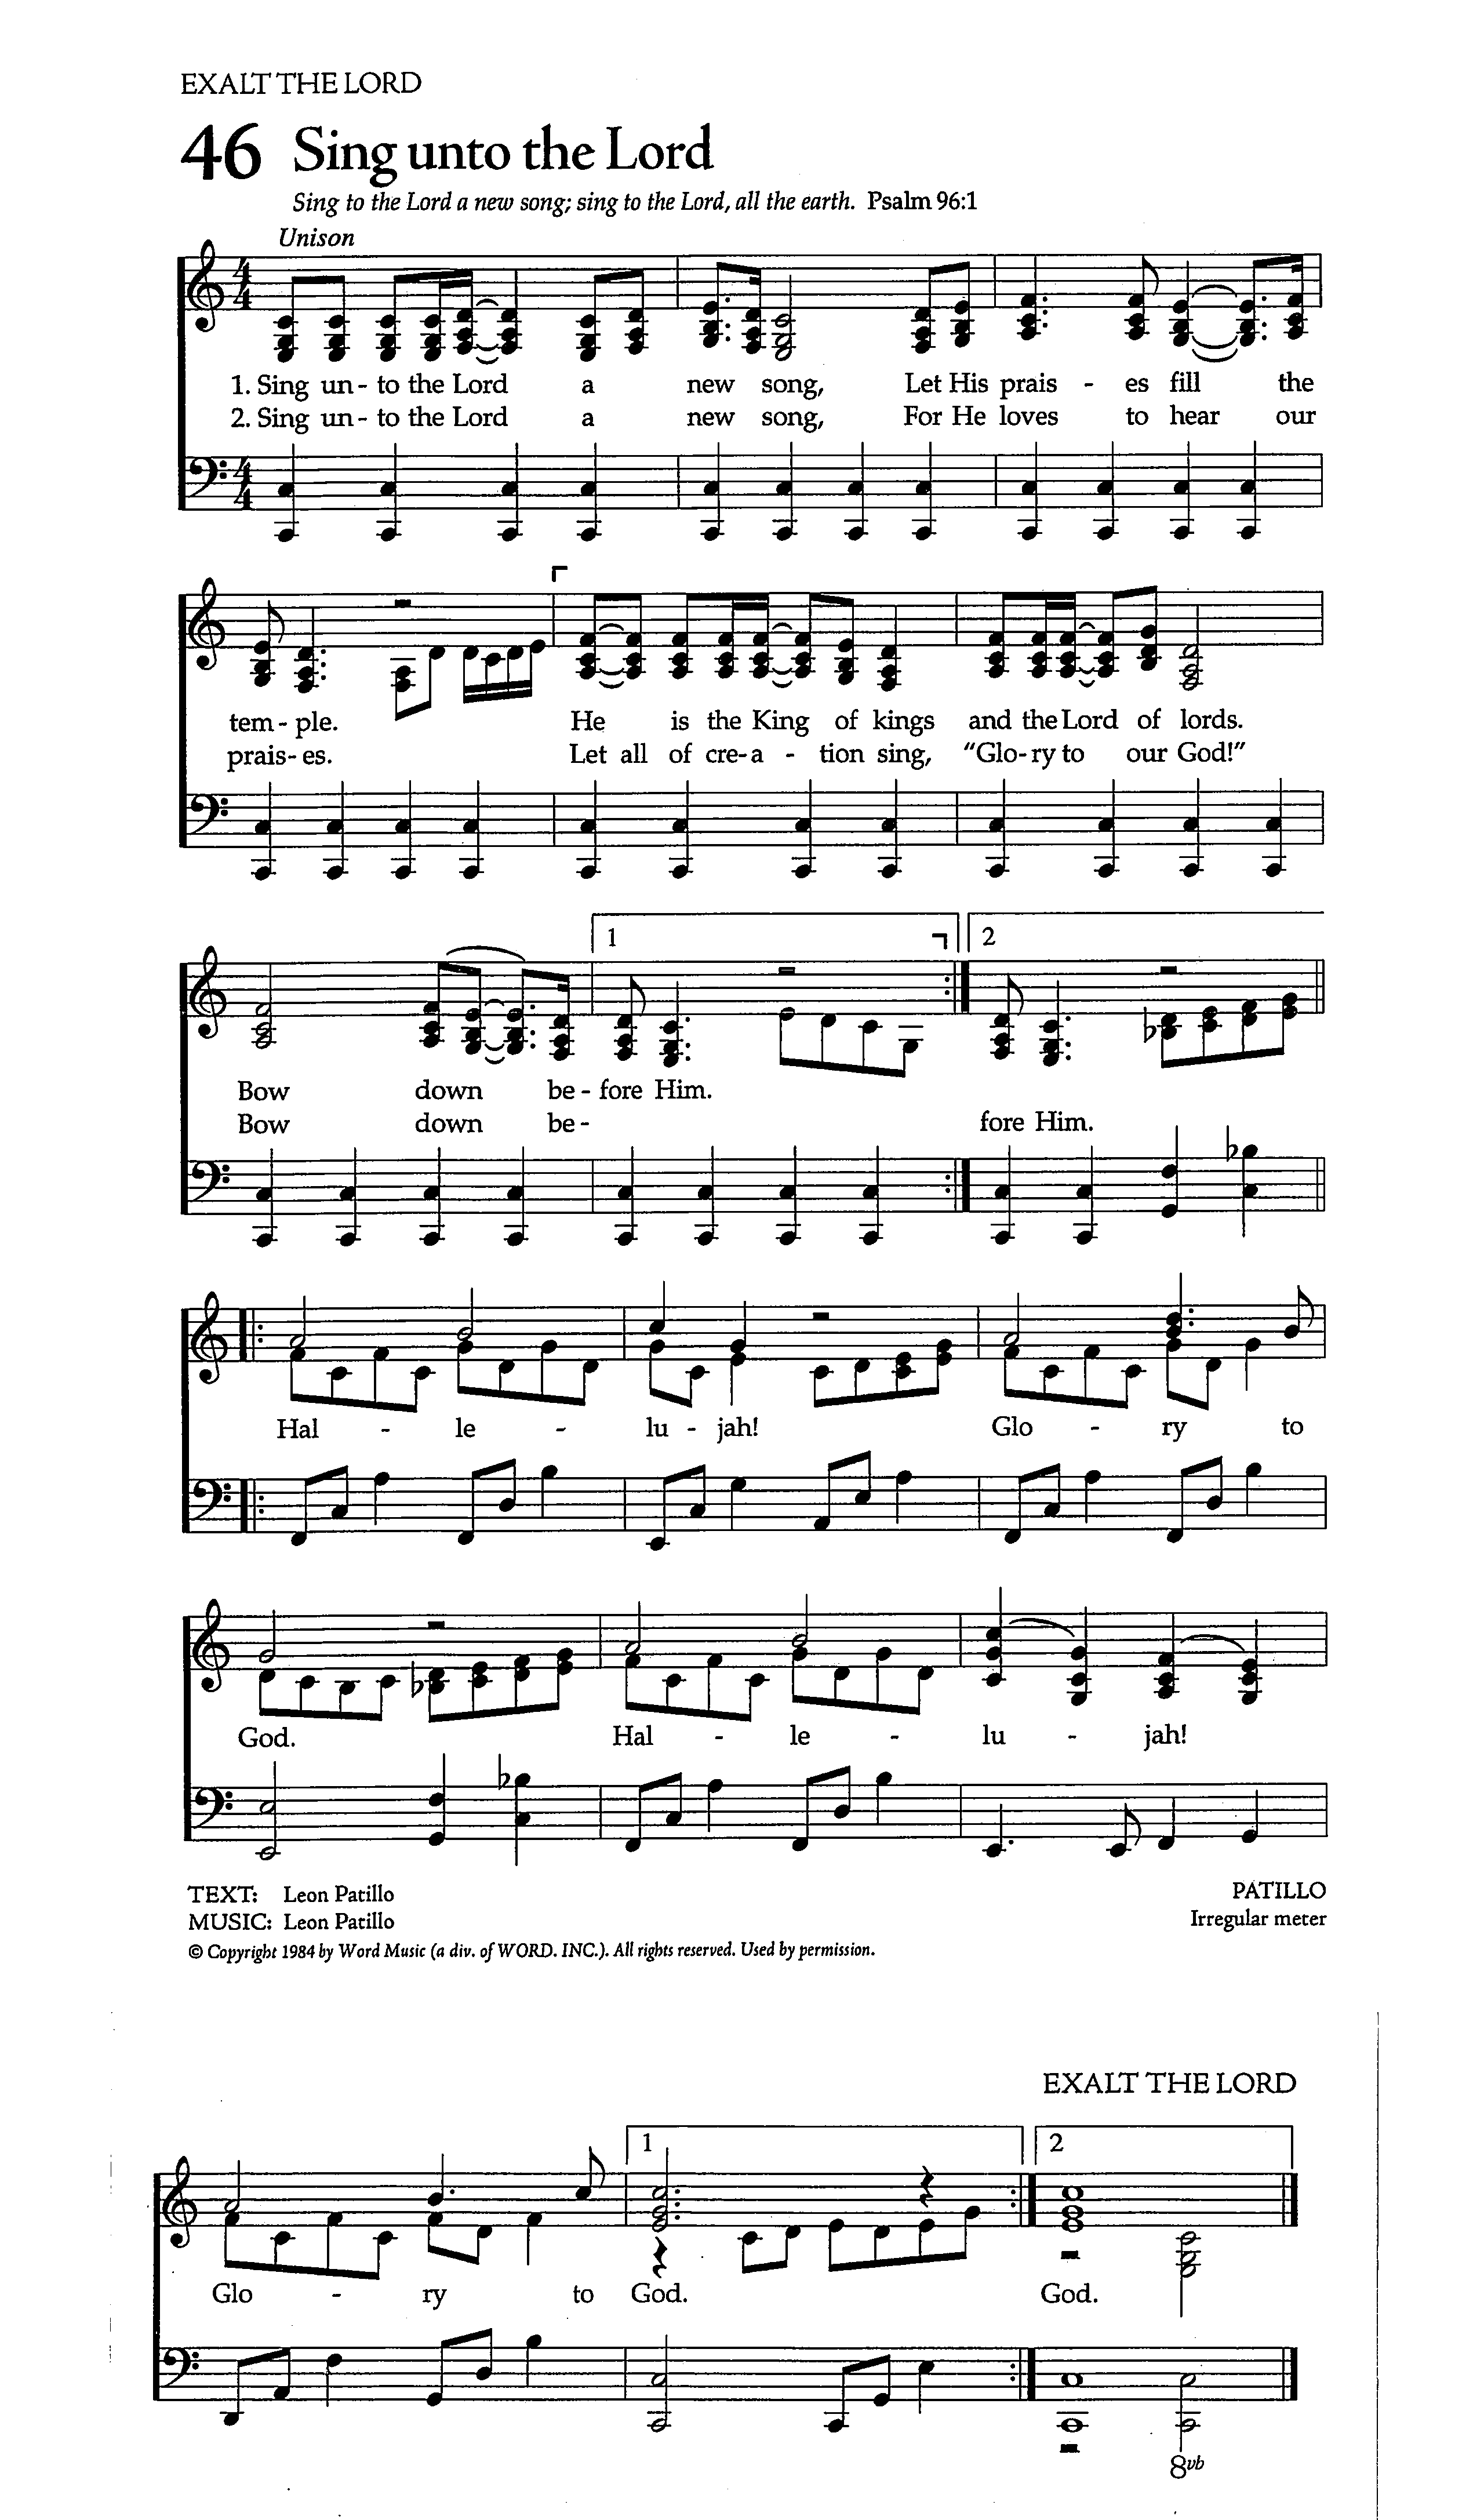 EXALT THE LORD
46 Sing unto the Lord
Sing to the Lord a new song; sing to the Lord, all the earth. Psalm 96:1
Unison
1. Sing un - to the Lord a new song, Let His prais - es fill the
2. Sing un - to the Lord a new song, For He loves to hear our
tem - ple. He is the King of kings and the Lord of lords.
prais - es. Let all of cre - a - tion sing, “Glo - ry to our God!”
1 2
Bow down be - fore Him.
Bow down be - fore Him.
Hal - le - lu - jah! Glo - ry to
God. Hal - le - lu - jah!
TEXT: Leon Patillo PATILLO
MUSIC: Leon Patillo Irregular meter
© Copyright 1984 by Word Music (a div. of WORD. INC.). All rights reserved. Used by permission.
EXALT THE LORD
1 2
Glo - ry to God. God.
8vb